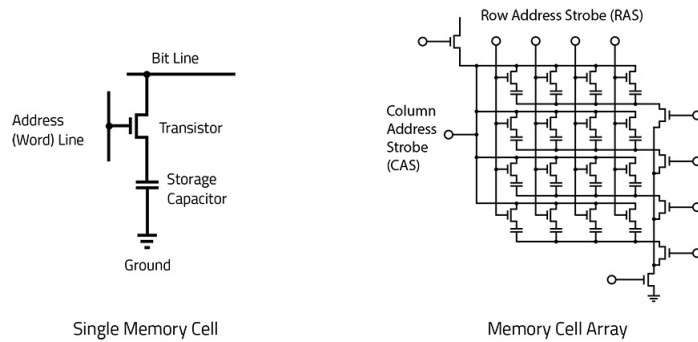 Bit Line
Address
(Word) Line
Transistor
Storage
Capacitor
Ground
Single Memory Cell
Row Address Strobe (RAS)
Column
Address
Strobe
(CAS)
Memory Cell Array